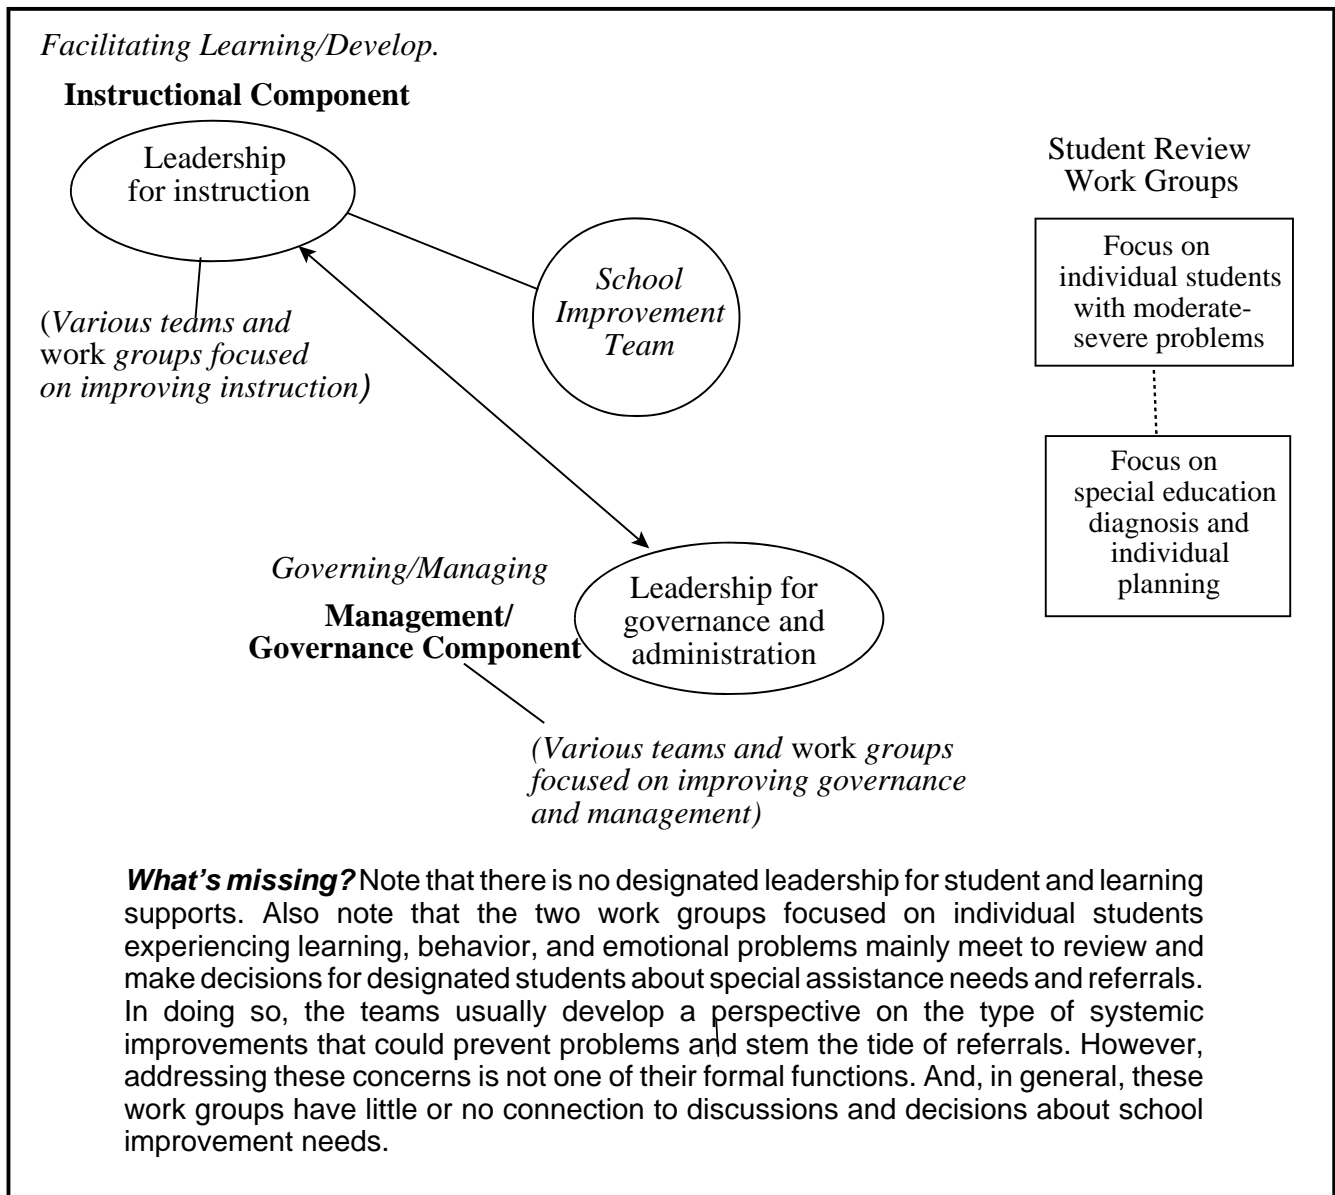 Facilitating Learning/Develop.
Instructional Component
Leadership
for instruction
(Various teams and
work groups focused
on improving instruction)
School
Improvement
Team
Student Review
Work Groups
Focus on
individual students
with moderate-
severe problems
Focus on
special education
diagnosis and
individual
planning
Governing/Managing
Management/
Governance Component
Leadership for
governance and
administration
(Various teams and work groups
focused on improving governance
and management)
What's missing? Note that there is no designated leadership for student and learning
supports. Also note that the two work groups focused on individual students
experiencing learning, behavior, and emotional problems mainly meet to review and
make decisions for designated students about special assistance needs and referrals.
In doing so, the teams usually develop a perspective on the type of systemic
improvements that could prevent problems and stem the tide of referrals. However,
addressing these concerns is not one of their formal functions. And, in general, these
work groups have little or no connection to discussions and decisions about school
improvement needs.